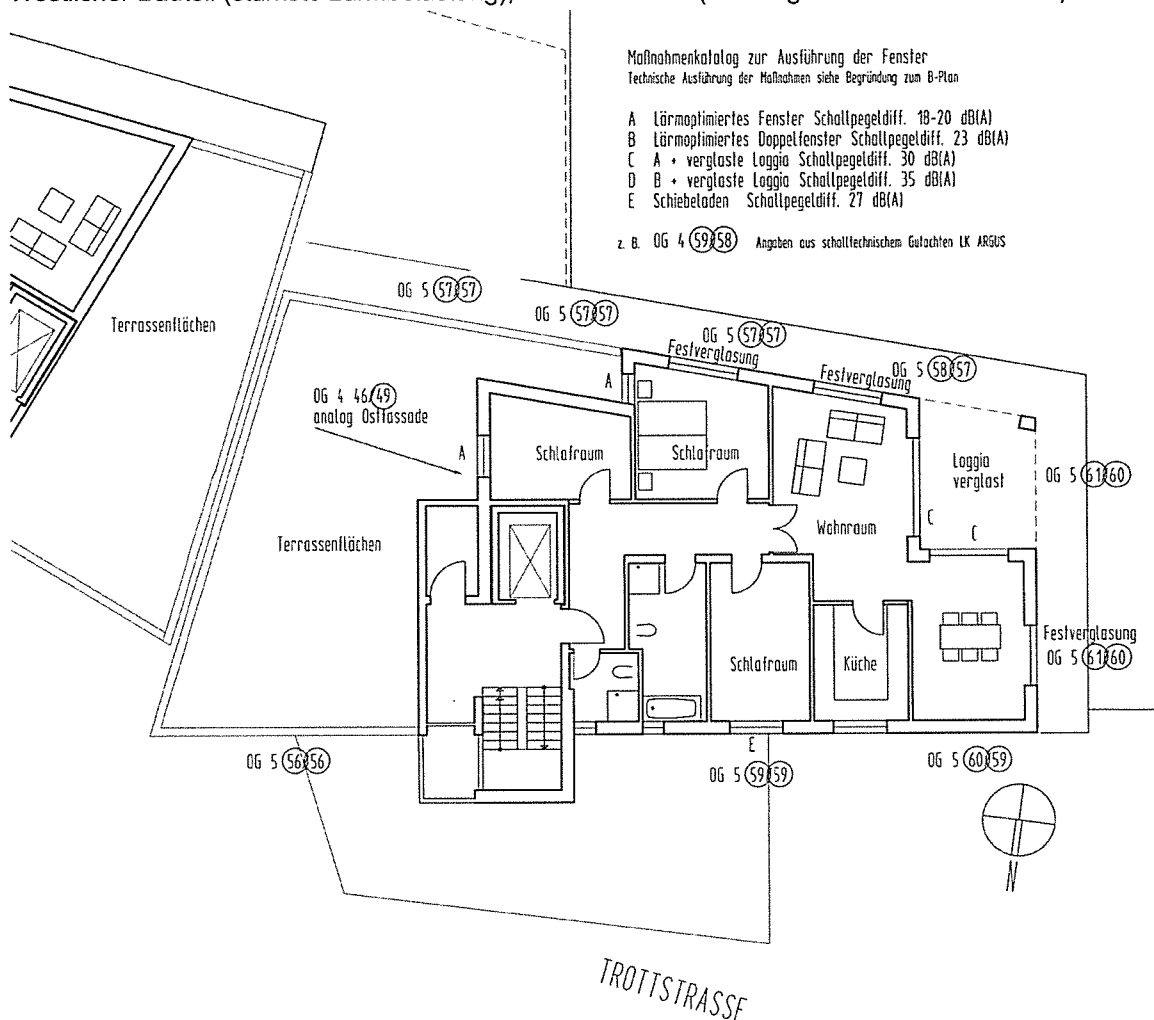 Maßnahmenkatalog zur Ausführung der Fenster
Technische Ausführung der Maßnahmen siehe Begründung zum B-Plan
A Lärmoptimiertes Fenster Schallpegeldiff. 18-20 dB(A)
B Lärmoptimiertes Doppelfenster Schallpegeldiff. 23 dB(A)
C A + verglaste Loggia Schallpegeldiff. 30 dB(A)
D B + verglaste Loggia Schallpegeldiff. 35 dB(A)
E Schiebeladen Schallpegeldiff. 27 dB(A)
z. B. OG 4 59/58 Angaben aus schalltechnischem Gutachten LK ARGUS
OG 5 57/57
OG 5 57/57
OG 5 57/57
Festverglasung
OG 5 58/57
Festverglasung
Terrassenflächen
OG 4 46/49
analog Ostfassade
A
A
Schlafraum
Schlafraum
Loggia
verglast
OG 5 61/60
Wohnraum
C
C
Terrassenflächen
Schlafraum
Küche
Festverglasung
OG 5 61/60
E
OG 5 56/56
OG 5 59/59
OG 5 60/59
N
TROTTSTRASSE